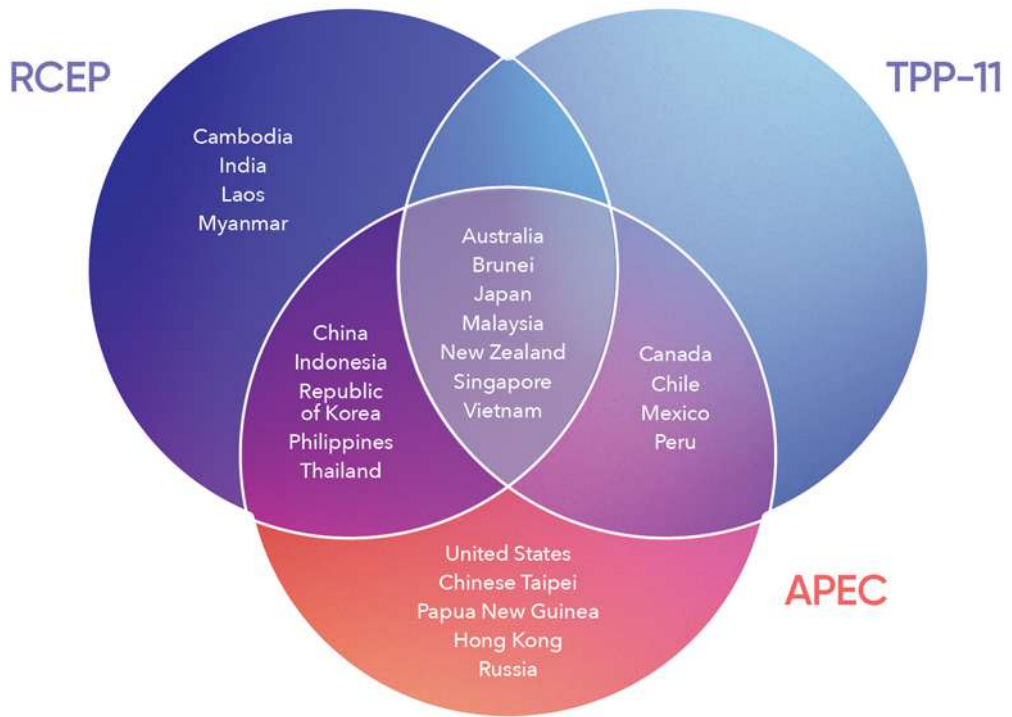 RCEP
TPP-11
Cambodia
India
Laos
Myanmar
Australia
Brunei
Japan
Malaysia
New Zealand
Singapore
Vietnam
China
Indonesia
Republic
of Korea
Philippines
Thailand
Canada
Chile
Mexico
Peru
United States
Chinese Taipei
Papua New Guinea
Hong Kong
Russia
APEC